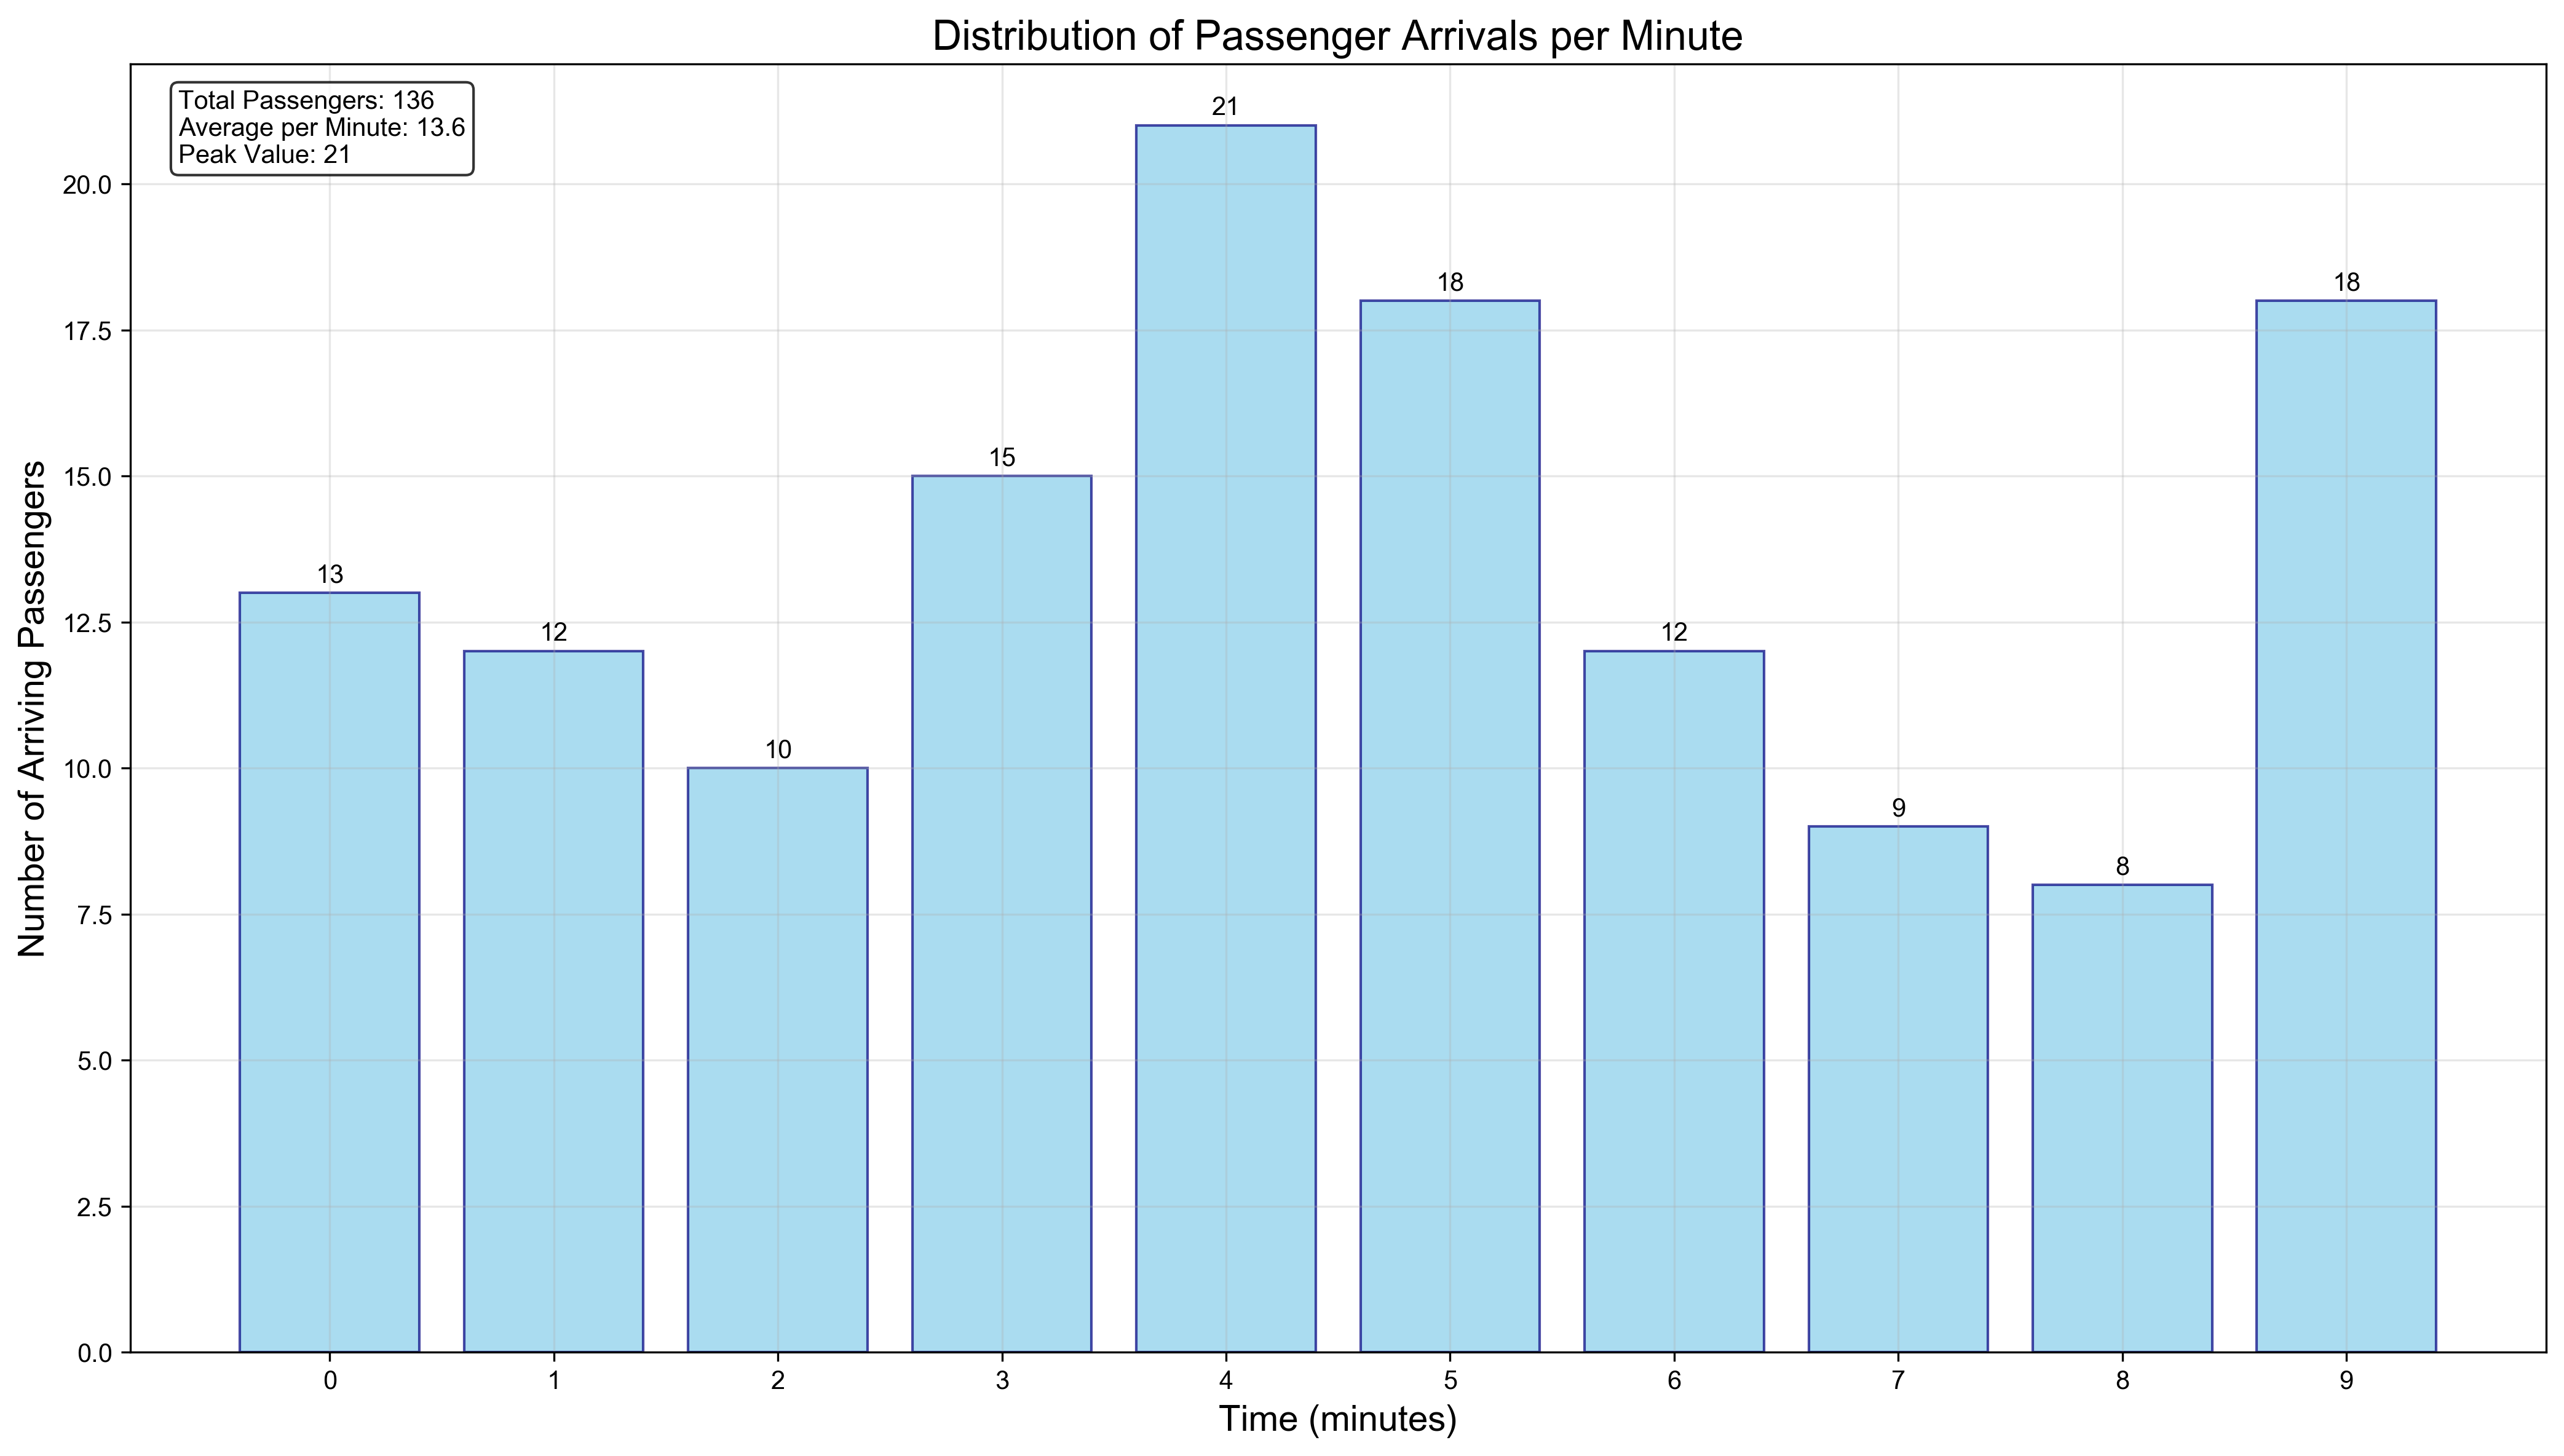 Distribution of Passenger Arrivals per Minute
Total Passengers: 136
Average per Minute: 13.6
Peak Value: 21
Number of Arriving Passengers
20.0
17.5
15.0
12.5
10.0
7.5
5.0
2.5
0.0
13
12
10
15
21
18
12
9
8
18
0 1 2 3 4 5 6 7 8 9
Time (minutes)